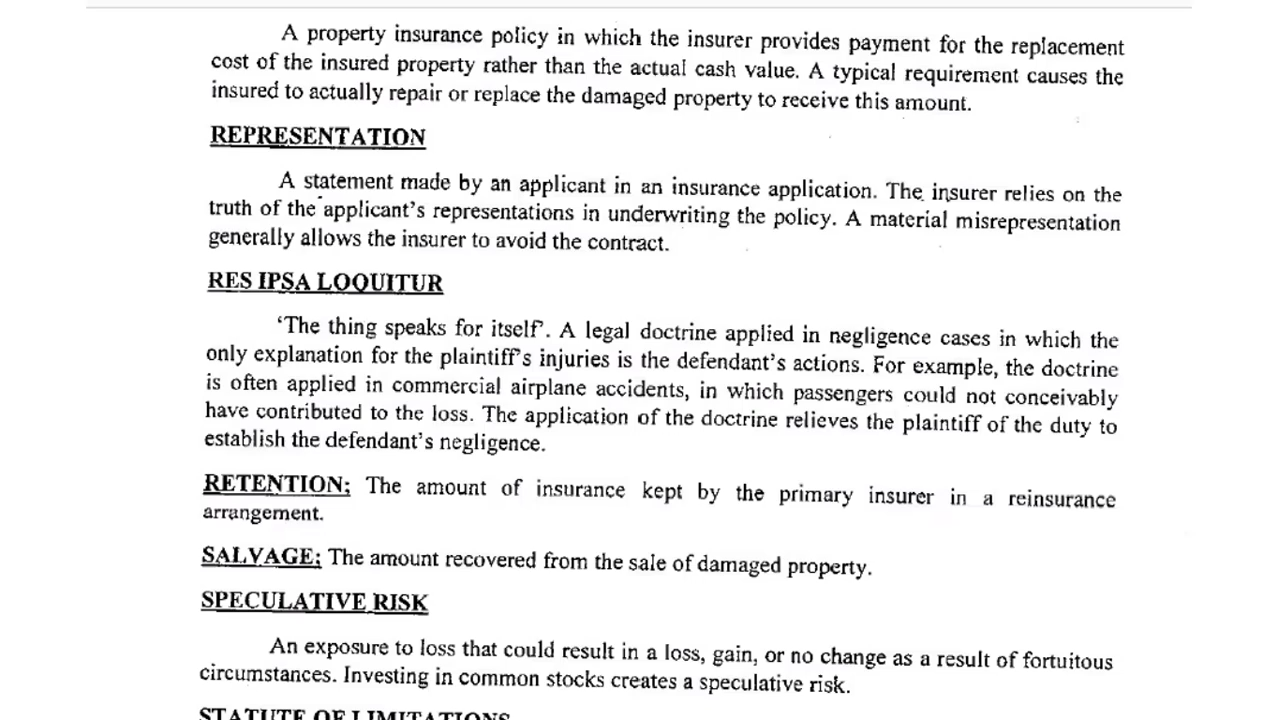 A property insurance policy in which the insurer provides payment for the replacement
cost of the insured property rather than the actual cash value. A typical requirement causes the
insured to actually repair or replace the damaged property to receive this amount.
REPRESENTATION
A statement made by an applicant in an insurance application. The insurer relies on the
truth of the applicant's representations in underwriting the policy. A material misrepresentation
generally allows the insurer to avoid the contract.
RES IPSA LOQUITUR
‘The thing speaks for itself’. A legal doctrine applied in negligence cases in which the
only explanation for the plaintiff's injuries is the defendant's actions. For example, the doctrine
is often applied in commercial airplane accidents, in which passengers could not conceivably
have contributed to the loss. The application of the doctrine relieves the plaintiff of the duty to
establish the defendant's negligence.
RETENTION; The amount of insurance kept by the primary insurer in a reinsurance
arrangement.
SALVAGE; The amount recovered from the sale of damaged property.
SPECULATIVE RISK
An exposure to loss that could result in a loss, gain, or no change as a result of fortuitous
circumstances. Investing in common stocks creates a speculative risk.
STATUTE OF LIMITATIONS